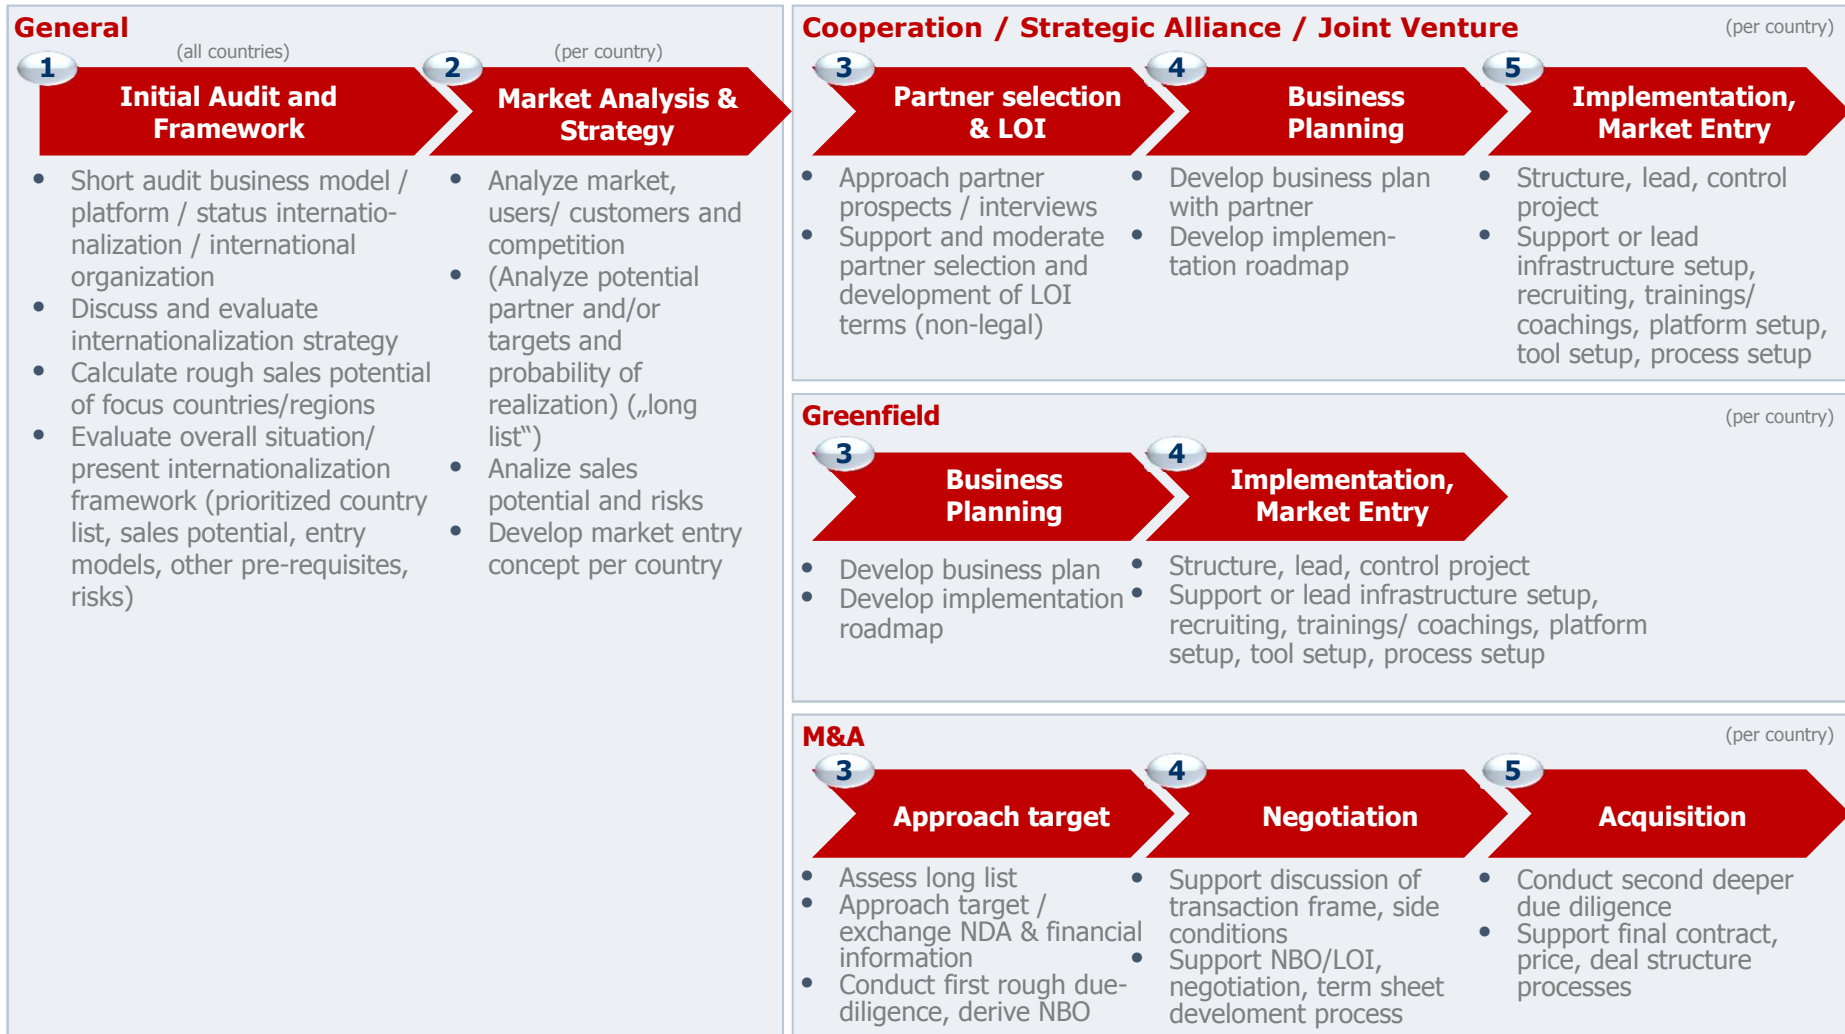 General
(all countries)
(per country)
1
Initial Audit and
Framework
2
Market Analysis &
Strategy
• Short audit business model /
platform / status internatio-
nalization / international
organization
• Discuss and evaluate
internationalization strategy
• Calculate rough sales potential
of focus countries/regions
• Evaluate overall situation/
present internationalization
framework (prioritized country
list, sales potential, entry
models, other pre-requisites,
risks)
• Analyze market,
users/ customers and
competition
• (Analyze potential
partner and/or
targets and
probability of
realization) („long
list“)
• Analize sales
potential and risks
• Develop market entry
concept per country
Cooperation / Strategic Alliance / Joint Venture
(per country)
3
Partner selection
& LOI
4
Business
Planning
5
Implementation,
Market Entry
• Approach partner
prospects / interviews
• Support and moderate
partner selection and
development of LOI
terms (non-legal)
• Develop business plan
with partner
• Develop implemen-
tation roadmap
• Structure, lead, control
project
• Support or lead
infrastructure setup,
recruiting, trainings/
coachings, platform setup,
tool setup, process setup
Greenfield
(per country)
3
Business
Planning
4
Implementation,
Market Entry
• Develop business plan
• Develop implementation
roadmap
• Structure, lead, control project
• Support or lead infrastructure setup,
recruiting, trainings/ coachings, platform
setup, tool setup, process setup
M&A
(per country)
3
Approach target
4
Negotiation
5
Acquisition
• Assess long list
• Approach target /
exchange NDA & financial
information
• Conduct first rough due-
diligence, derive NBO
• Support discussion of
transaction frame, side
conditions
• Support NBO/LOI,
negotiation, term sheet
develoment process
• Conduct second deeper
due diligence
• Support final contract,
price, deal structure
processes